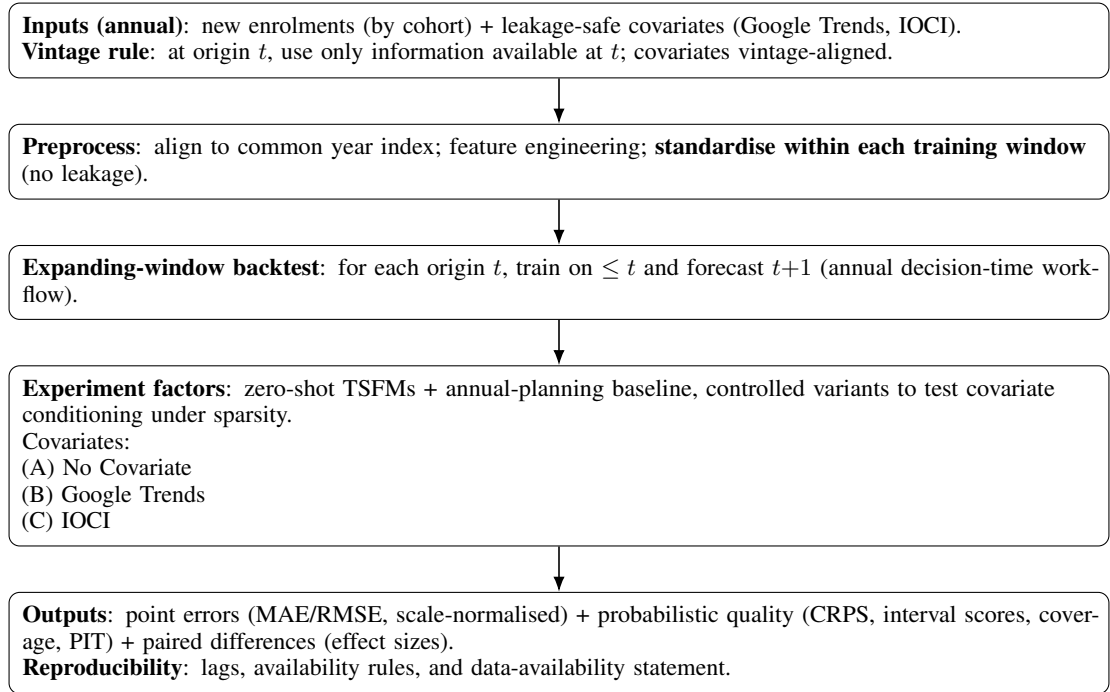 Inputs (annual): new enrolments (by cohort) + leakage-safe covariates (Google Trends, IOCI).
Vintage rule: at origin t, use only information available at t; covariates vintage-aligned.
Preprocess: align to common year index; feature engineering; standardise within each training window
(no leakage).
Expanding-window backtest: for each origin t, train on ≤ t and forecast t+1 (annual decision-time work-
flow).
Experiment factors: zero-shot TSFMs + annual-planning baseline, controlled variants to test covariate
conditioning under sparsity.
Covariates:
(A) No Covariate
(B) Google Trends
(C) IOCI
Outputs: point errors (MAE/RMSE, scale-normalised) + probabilistic quality (CRPS, interval scores, cover-
age, PIT) + paired differences (effect sizes).
Reproducibility: lags, availability rules, and data-availability statement.